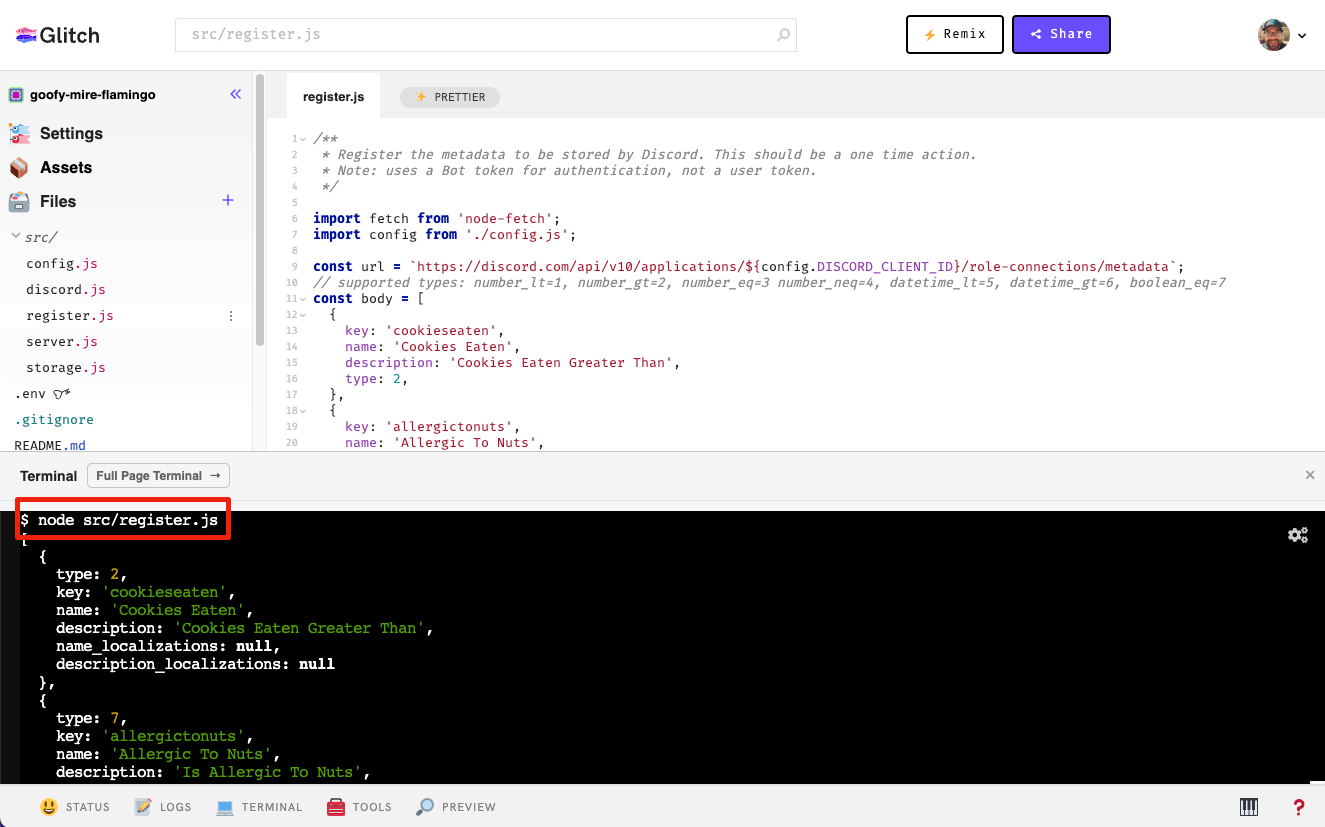 Glitch
src/register.js
Remix
Share
goofy-mire-flamingo
Settings
Assets
Files
src/
config.js
discord.js
register.js
server.js
storage.js
.env
.gitignore
README.md
register.js
PRETTIER
1 /**
2  * Register the metadata to be stored by Discord. This should be a one time action.
3  * Note: uses a Bot token for authentication, not a user token.
4  */
5
6 import fetch from 'node-fetch';
7 import config from './config.js';
8
9 const url = `https://discord.com/api/v10/applications/${config.DISCORD_CLIENT_ID}/role-connections/metadata`;
10 // supported types: number_lt=1, number_gt=2, number_eq=3 number_neq=4, datetime_lt=5, datetime_gt=6, boolean_eq=7
11 const body = [
12   {
13     key: 'cookieseaten',
14     name: 'Cookies Eaten',
15     description: 'Cookies Eaten Greater Than',
16     type: 2,
17   },
18   {
19     key: 'allergictonuts',
20     name: 'Allergic To Nuts',
Terminal
Full Page Terminal →
×
$ node src/register.js
[
  {
    type: 2,
    key: 'cookieseaten',
    name: 'Cookies Eaten',
    description: 'Cookies Eaten Greater Than',
    name_localizations: null,
    description_localizations: null
  },
  {
    type: 7,
    key: 'allergictonuts',
    name: 'Allergic To Nuts',
    description: 'Is Allergic To Nuts',
STATUS
LOGS
TERMINAL
TOOLS
PREVIEW
?